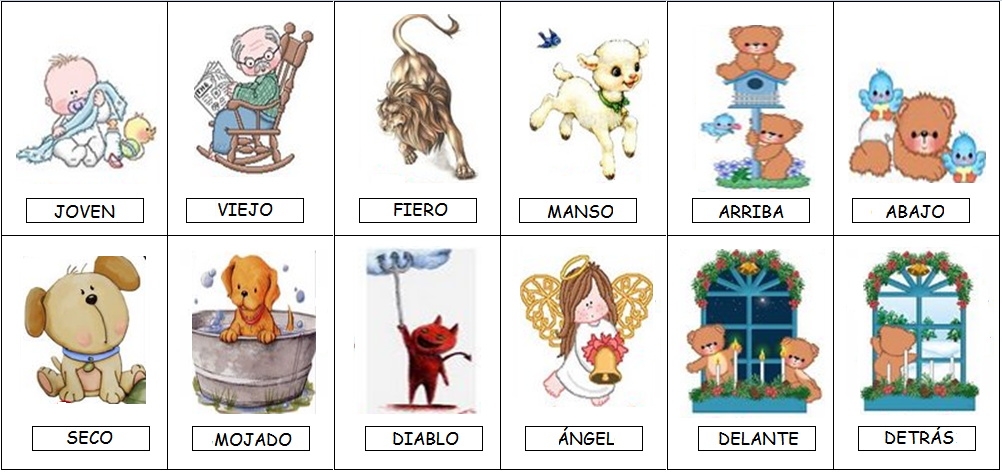 JOVEN
VIEJO
FIERO
MANSO
ARRIBA
ABAJO
SECO
MOJADO
DIABLO
ÁNGEL
DELANTE
DETRÁS